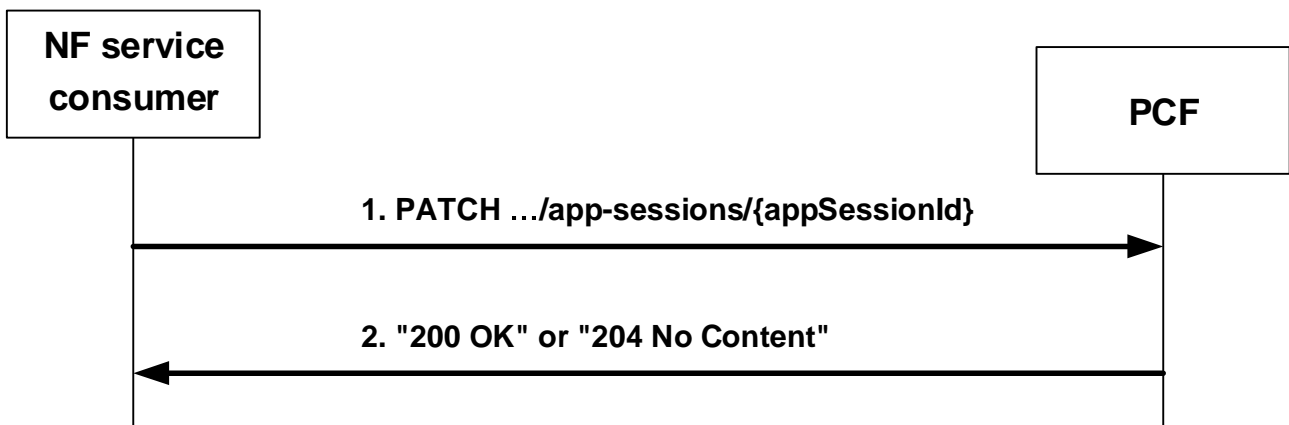 NF service
consumer
PCF
1. PATCH …/app-sessions/{appSessionId}
2. "200 OK" or "204 No Content"